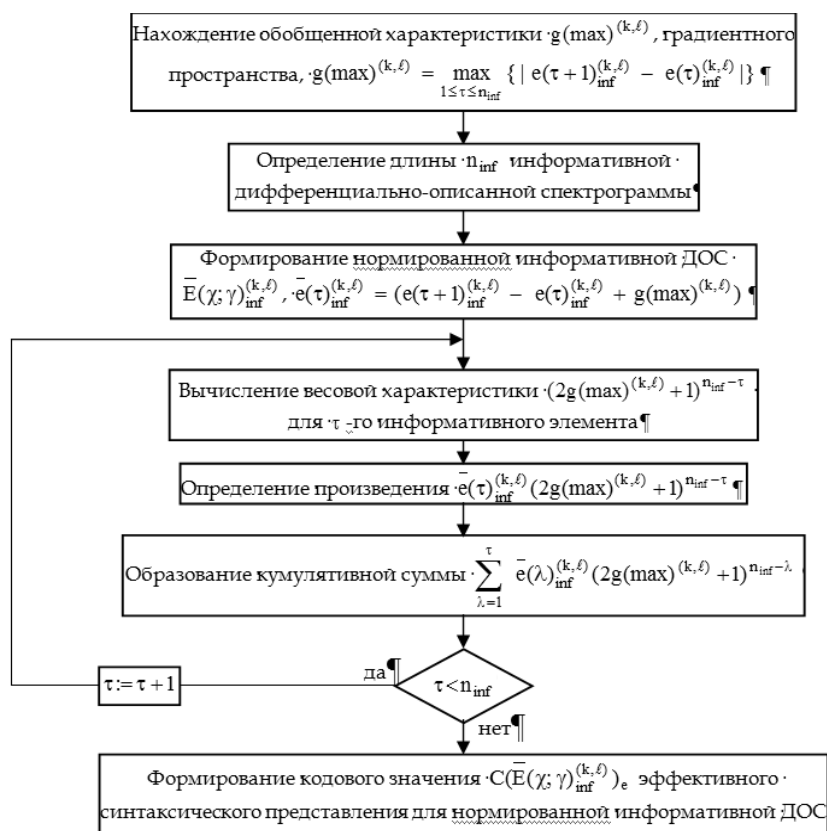 Нахождение обобщенной характеристики ·g(max)^(k,ℓ), градиентного
пространства, ·g(max)^(k,ℓ) = max_{1≤τ≤n_inf} {| e(τ+1)_inf^(k,ℓ) − e(τ)_inf^(k,ℓ) |} ¶
Определение длины ·n_inf информативной ·
дифференциально-описанной спектрограммы¶
Формирование нормированной информативной ДОС ·
E̅(χ;γ)_inf^(k,ℓ), ·e̅(τ)_inf^(k,ℓ) = (e(τ+1)_inf^(k,ℓ) − e(τ)_inf^(k,ℓ) + g(max)^(k,ℓ)) ¶
Вычисление весовой характеристики ·(2g(max)^(k,ℓ) +1)^(n_inf−τ) ·
для ·τ -го информативного элемента¶
Определение произведения ·e̅(τ)_inf^(k,ℓ) (2g(max)^(k,ℓ) +1)^(n_inf−τ) ¶
Образование кумулятивной суммы ·∑_{λ=1}^{τ} e̅(λ)_inf^(k,ℓ) (2g(max)^(k,ℓ) +1)^(n_inf−λ) ·
да¶
τ:= τ+1
τ< n_inf
нет¶
Формирование кодового значения ·C(E̅(χ;γ)_inf^(k,ℓ))_e эффективного ·
синтаксического представления для нормированной информативной ДОС